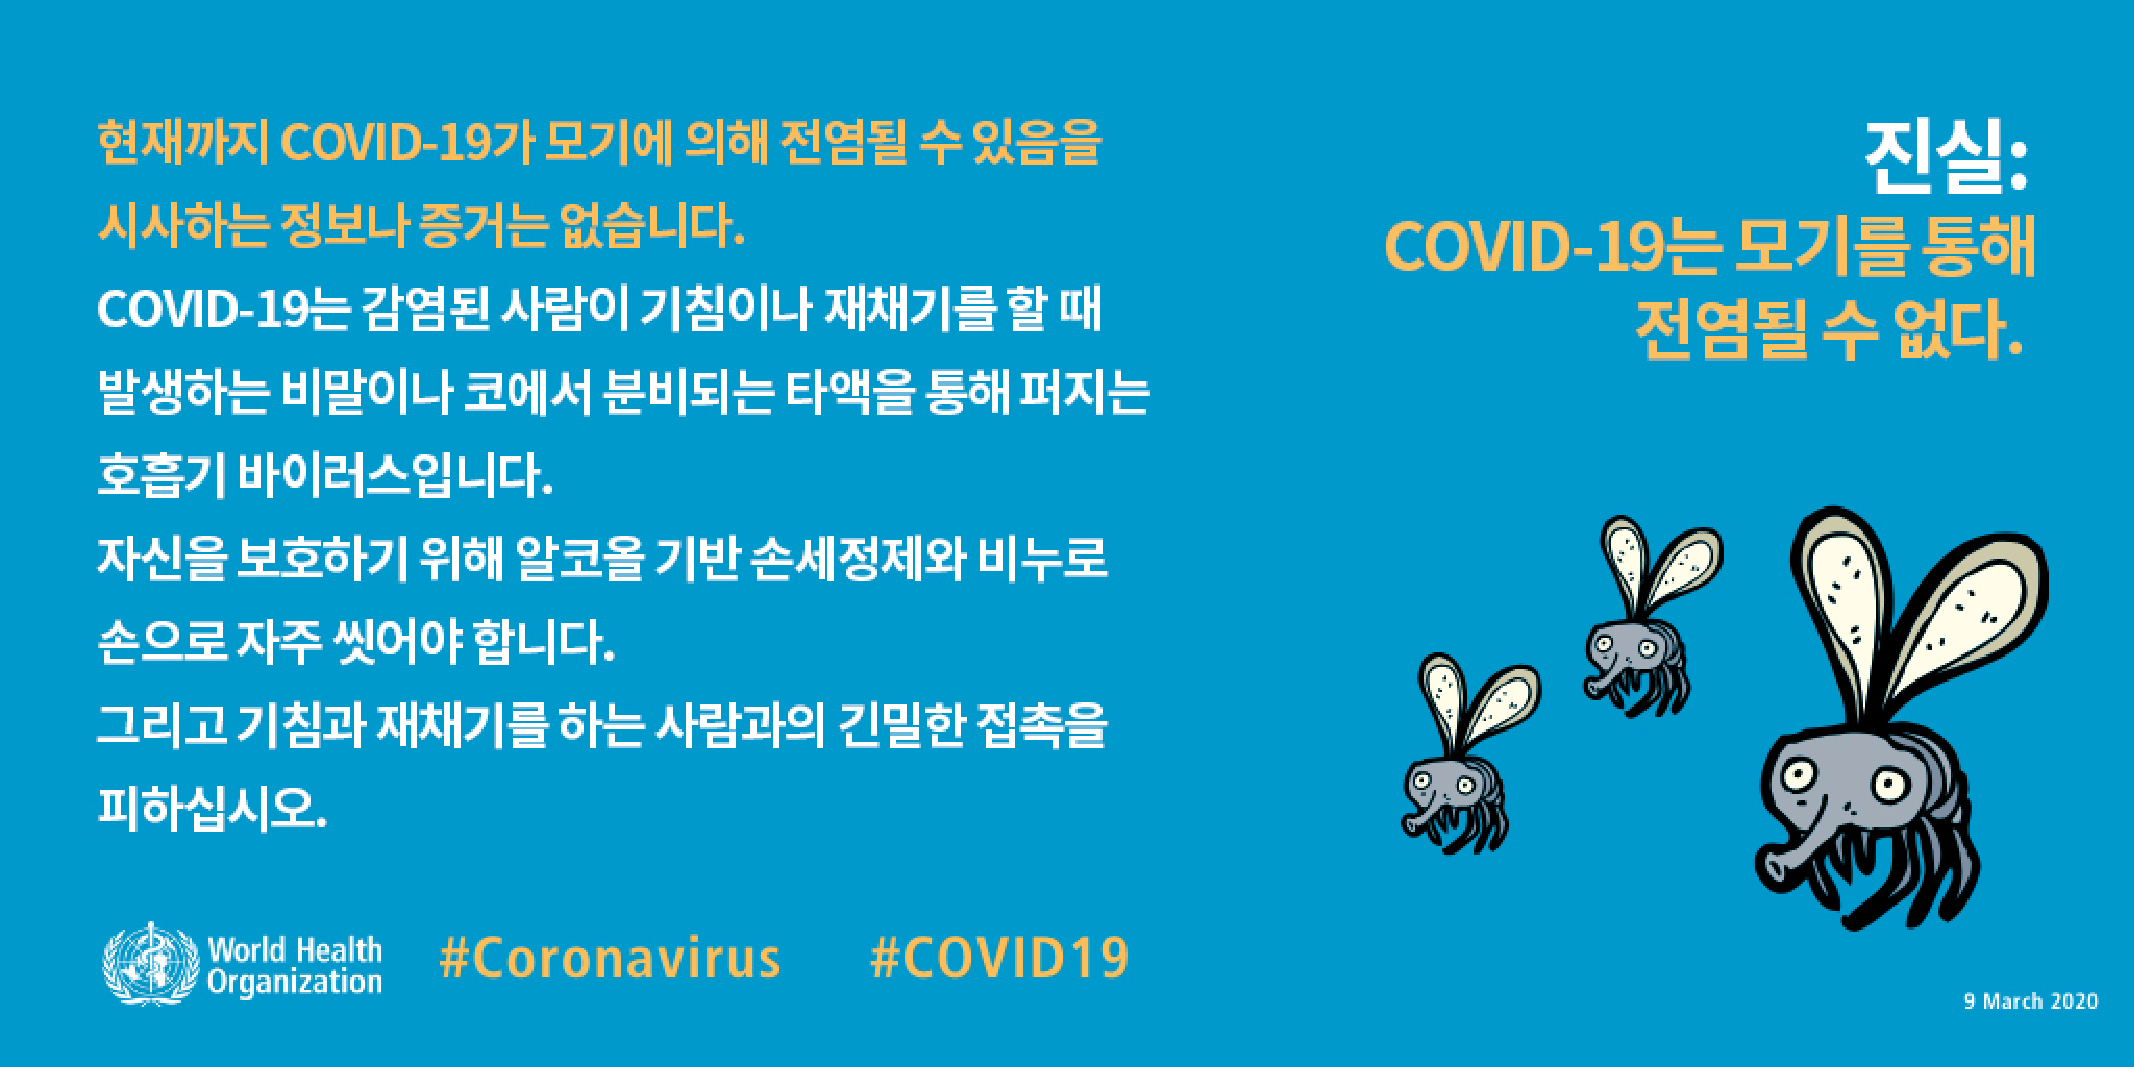 현재까지 COVID-19가 모기에 의해 전염될 수 있음을
시사하는 정보나 증거는 없습니다.
COVID-19는 감염된 사람이 기침이나 재채기를 할 때
발생하는 비말이나 코에서 분비되는 타액을 통해 퍼지는
호흡기 바이러스입니다.
자신을 보호하기 위해 알코올 기반 손세정제와 비누로
손으로 자주 씻어야 합니다.
그리고 기침과 재채기를 하는 사람과의 긴밀한 접촉을
피하십시오.
진실:
COVID-19는 모기를 통해
전염될 수 없다.
World Health
Organization
#Coronavirus #COVID19
9 March 2020